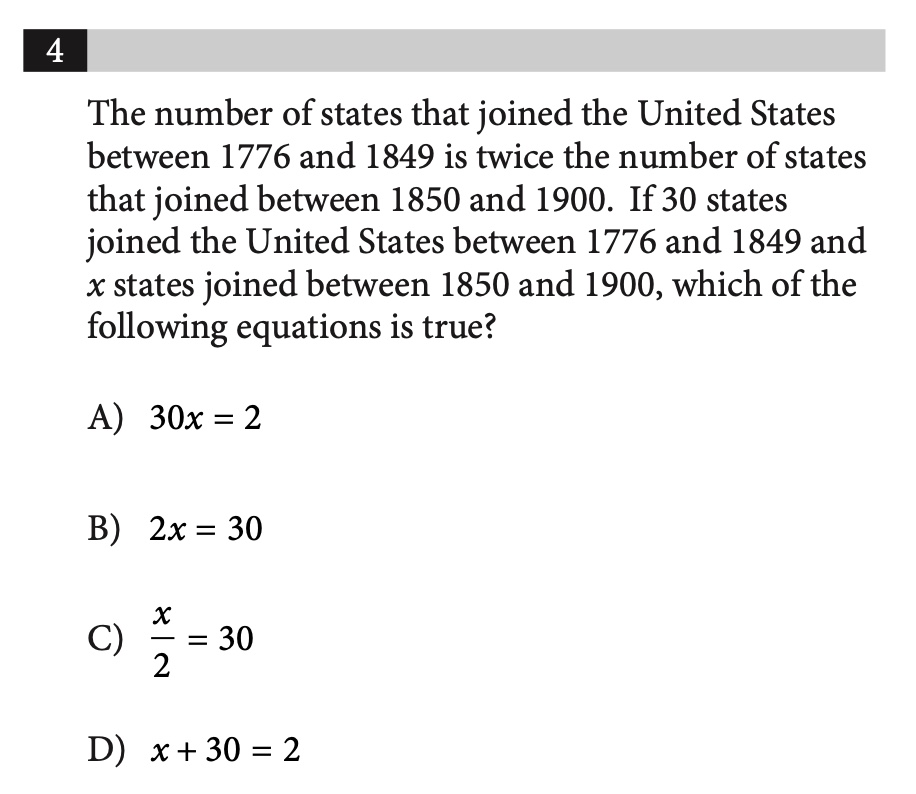 4
The number of states that joined the United States
between 1776 and 1849 is twice the number of states
that joined between 1850 and 1900. If 30 states
joined the United States between 1776 and 1849 and
x states joined between 1850 and 1900, which of the
following equations is true?
A) 30x = 2
B) 2x = 30
C) x/2 = 30
D) x + 30 = 2